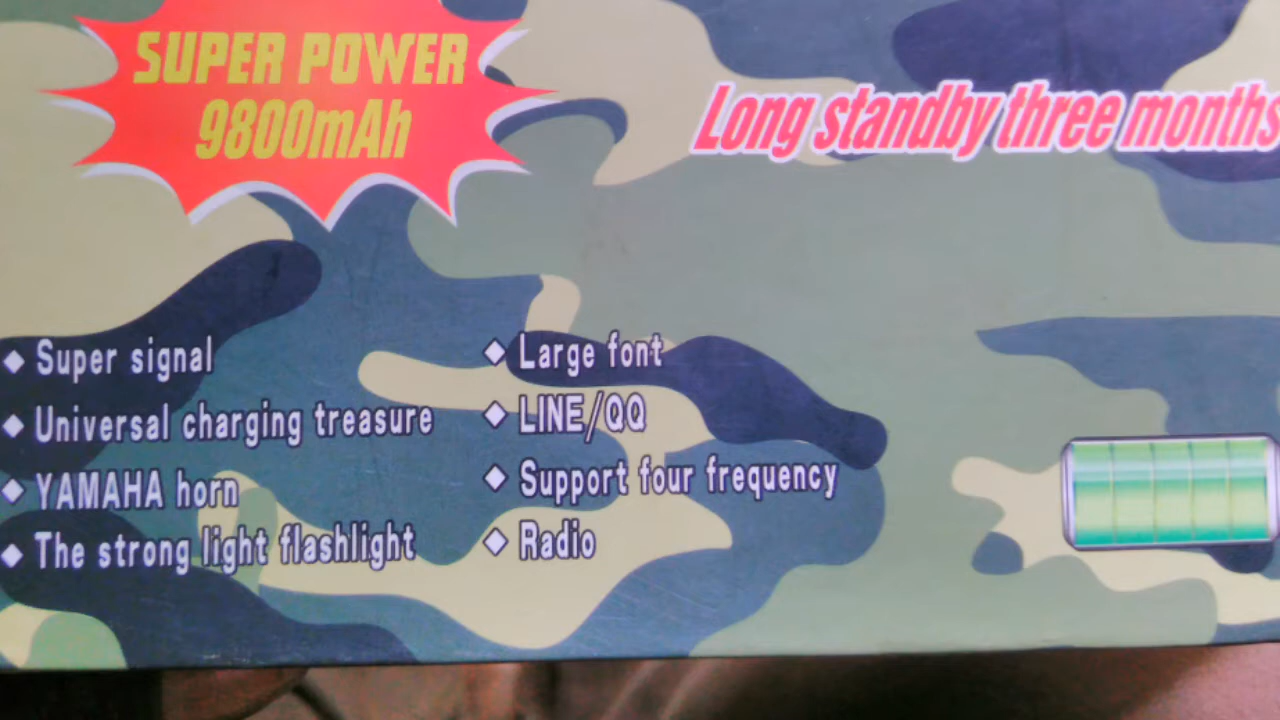 SUPER POWER
9800mAh
Long standby three months
Super signal
Universal charging treasure
YAMAHA horn
The strong light flashlight
Large font
LINE/QQ
Support four frequency
Radio